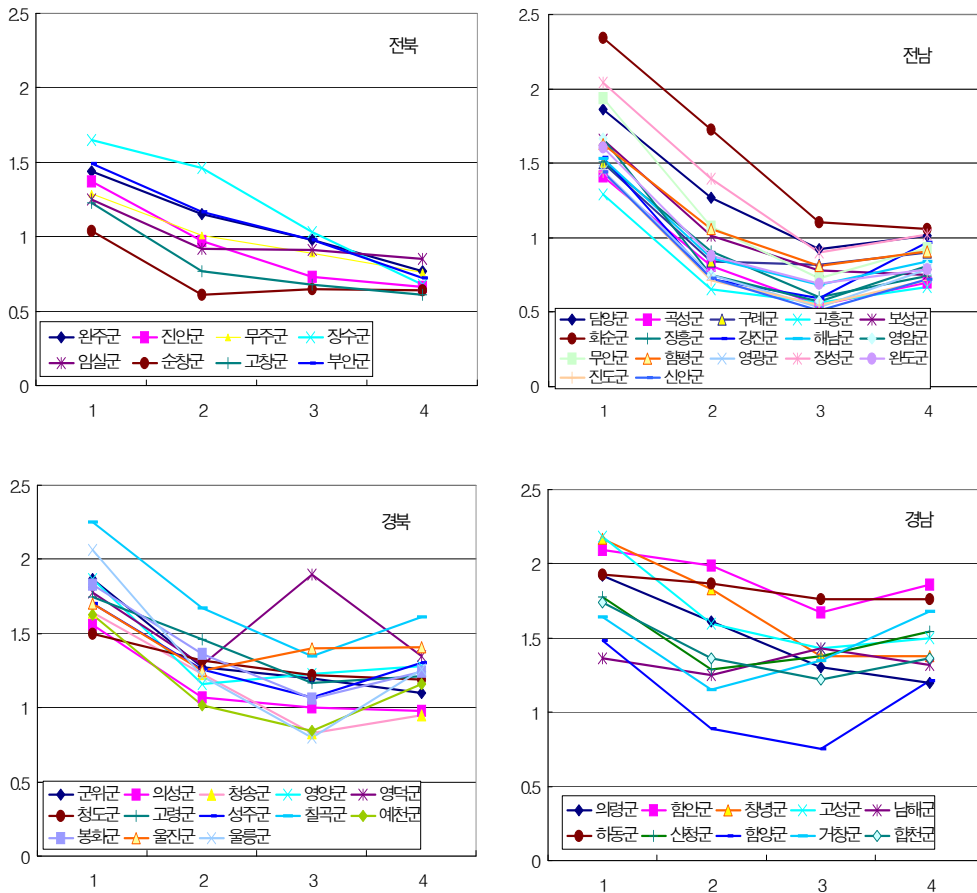 전북
2.5
2
1.5
1
0.5
0
완주군 진안군 무주군 장수군
임실군 순창군 고창군 부안군
1 2 3 4
전남
2.5
2
1.5
1
0.5
0
담양군 곡성군 구례군 고흥군 보성군
화순군 장흥군 강진군 해남군 영암군
무안군 함평군 영광군 장성군 완도군
진도군 신안군
1 2 3 4
경북
2.5
2
1.5
1
0.5
0
군위군 의성군 청송군 영양군 영덕군
청도군 고령군 성주군 칠곡군 예천군
봉화군 울진군 울릉군
1 2 3 4
경남
2.5
2
1.5
1
0.5
0
의령군 함안군 창녕군 고성군 남해군
하동군 산청군 함양군 거창군 합천군
1 2 3 4